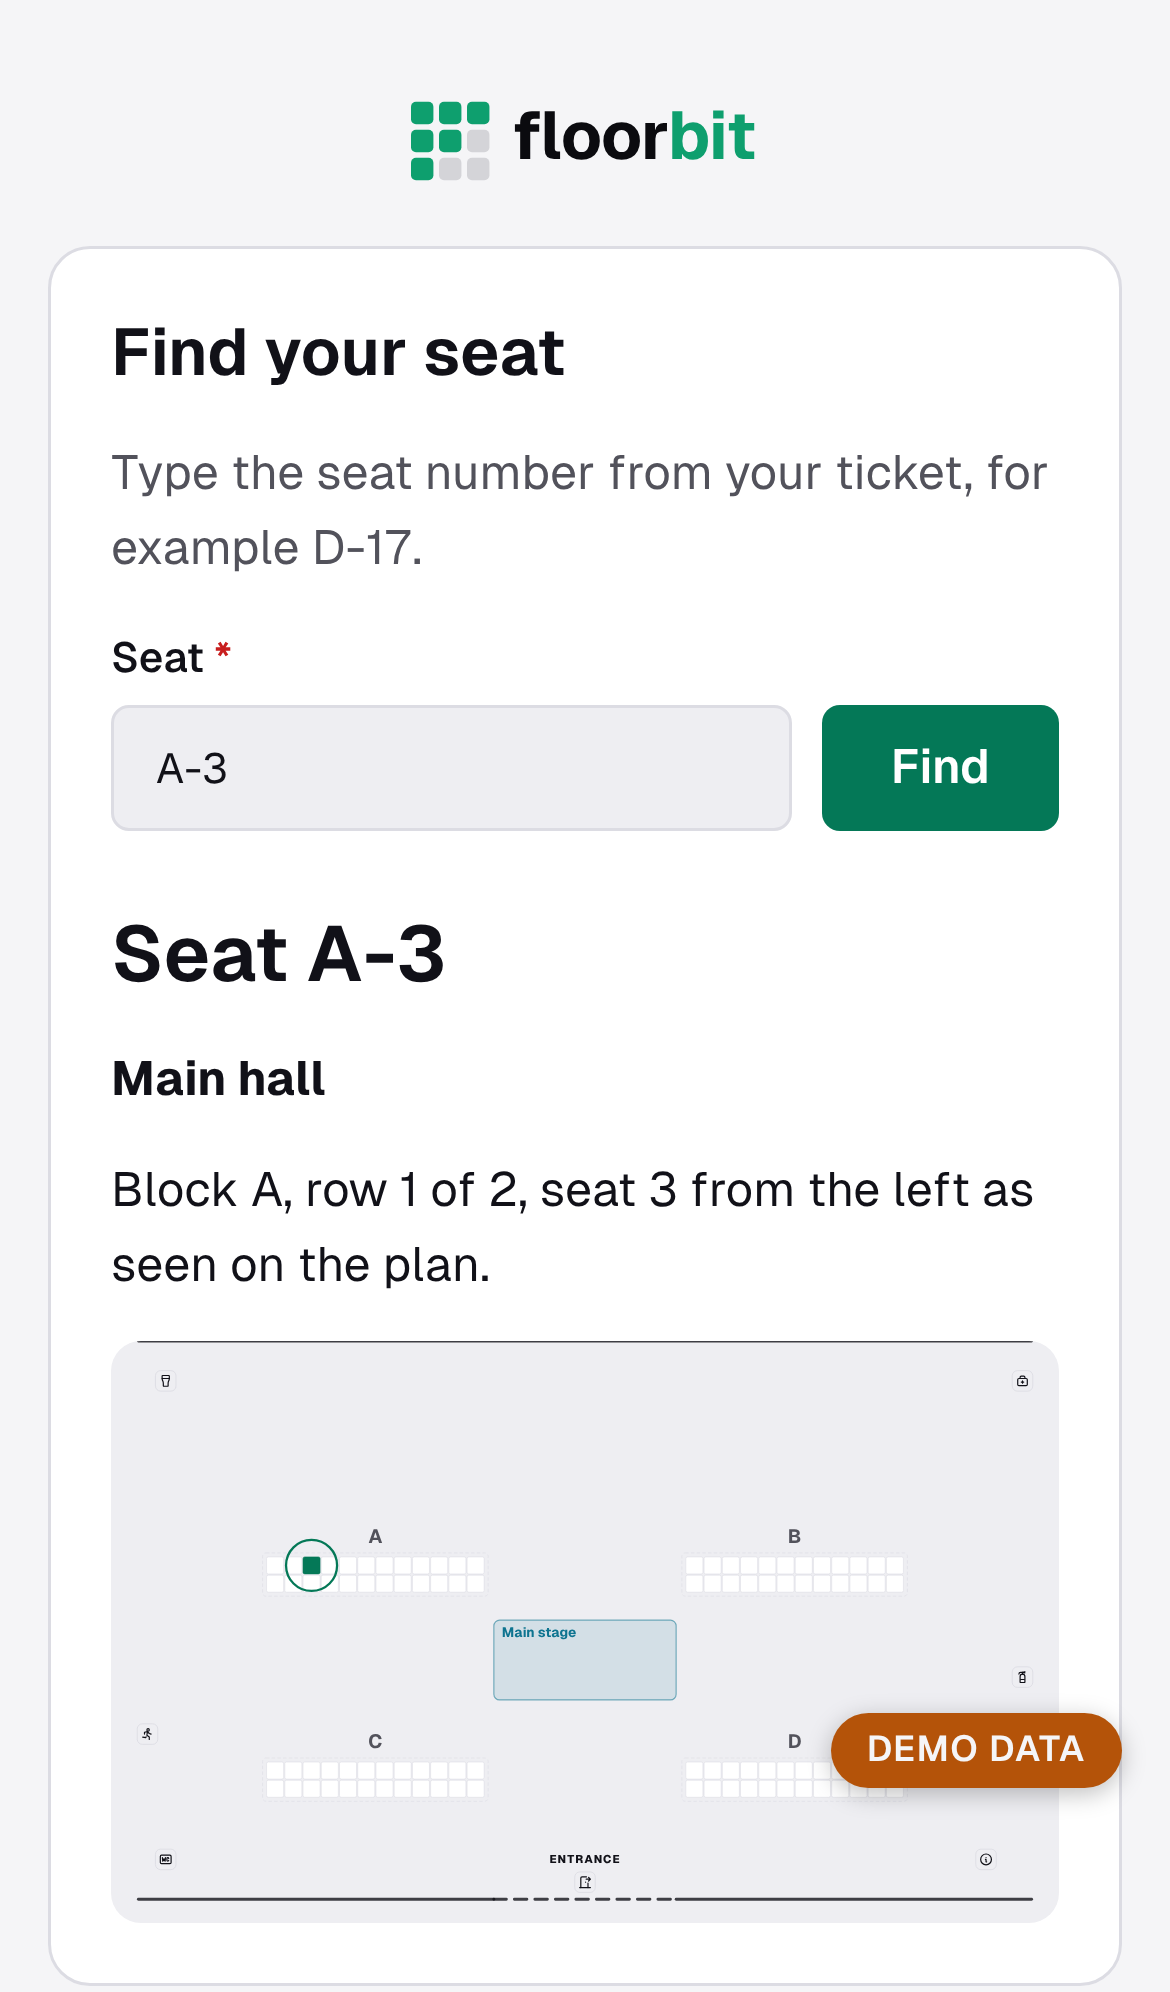 floorbit
Find your seat
Type the seat number from your ticket, for
example D-17.
Seat *
A-3
Find
Seat A-3
Main hall
Block A, row 1 of 2, seat 3 from the left as
seen on the plan.
A
B
Main stage
C
D
DEMO DATA
WC
ENTRANCE